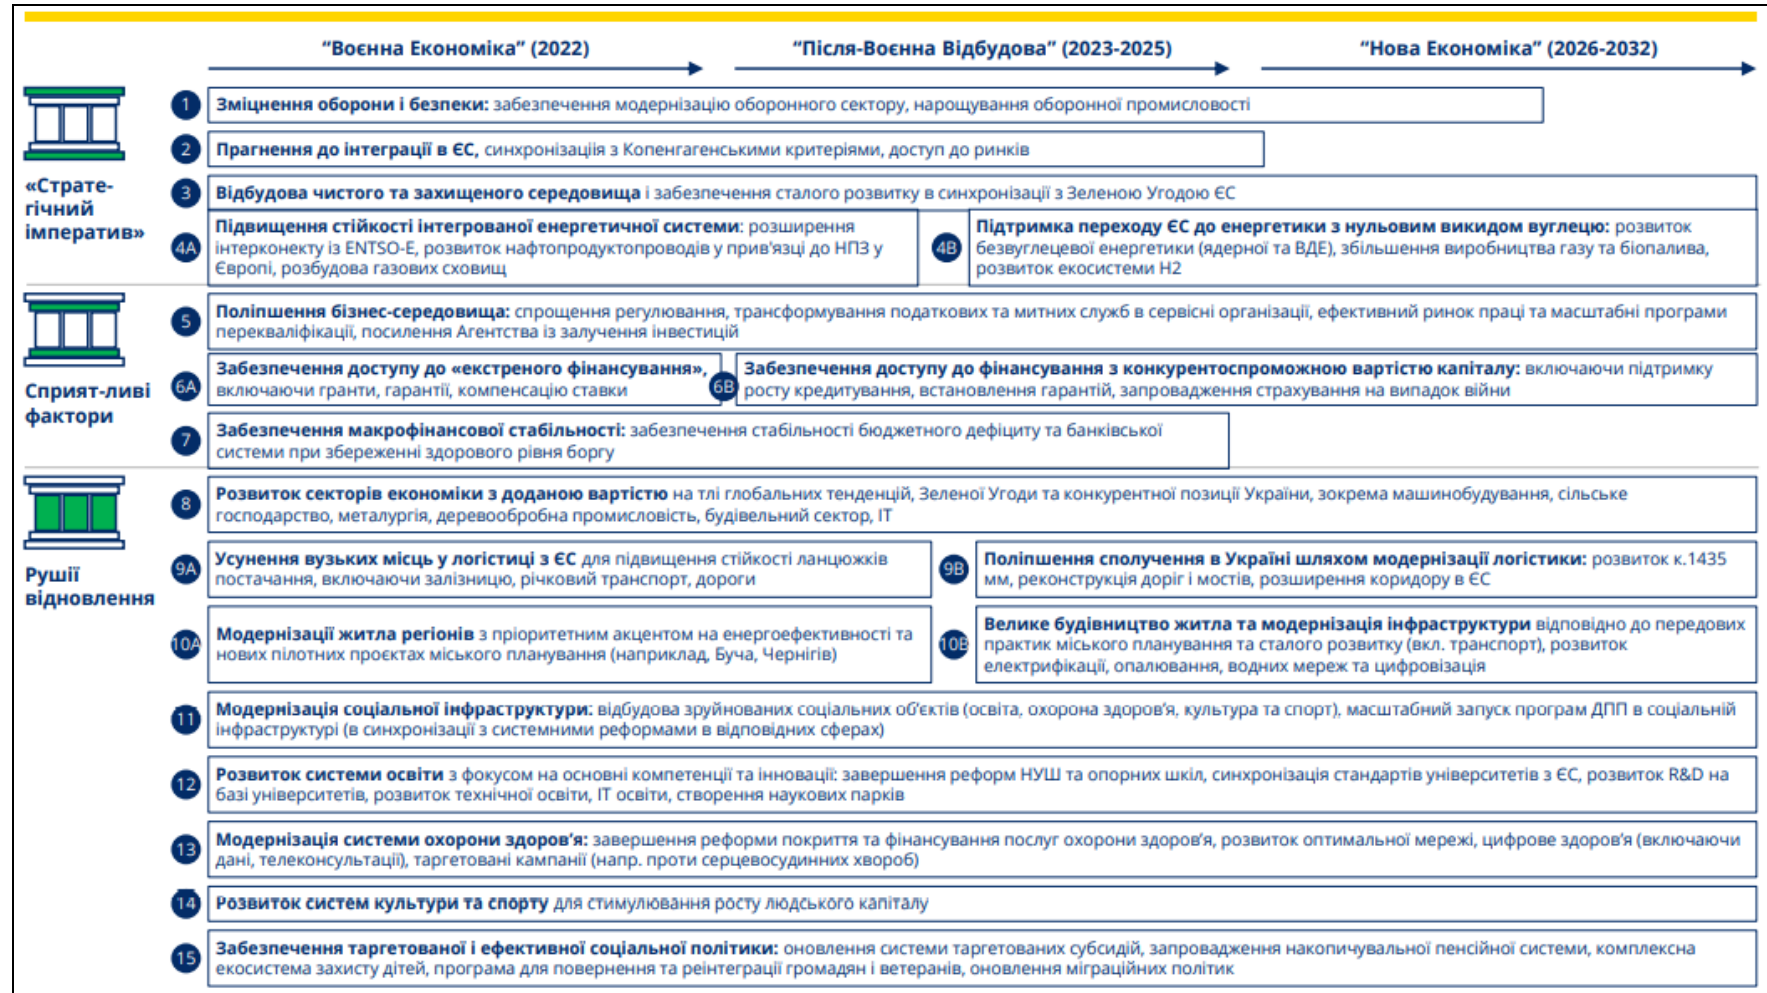 “Воєнна Економіка” (2022)
“Після-Воєнна Відбудова” (2023-2025)
“Нова Економіка” (2026-2032)
«Страте-
гічний
імператив»
1
Зміцнення оборони і безпеки: забезпечення модернізацію оборонного сектору, нарощування оборонної промисловості
2
Прагнення до інтеграції в ЄС, синхронізаціія з Копенгагенськими критеріями, доступ до ринків
3
Відбудова чистого та захищеного середовища і забезпечення сталого розвитку в синхронізації з Зеленою Угодою ЄС
4A
Підвищення стійкості інтегрованої енергетичної системи: розширення
інтерконекту із ENTSO-E, розвиток нафтопродуктопроводів у прив’язці до НПЗ у
Європі, розбудова газових сховищ
4B
Підтримка переходу ЄС до енергетики з нульовим викидом вуглецю: розвиток
безвуглецевої енергетики (ядерної та ВДЕ), збільшення виробництва газу та біопалива,
розвиток екосистеми H2
Сприят-ливі
фактори
5
Поліпшення бізнес-середовища: спрощення регулювання, трансформування податкових та митних служб в сервісні організації, ефективний ринок праці та масштабні програми
перекваліфікації, посилення Агентства із залучення інвестицій
6A
Забезпечення доступу до «екстреного фінансування»,
включаючи гранти, гарантії, компенсацію ставки
6B
Забезпечення доступу до фінансування з конкурентоспроможною вартістю капіталу: включаючи підтримку
росту кредитування, встановлення гарантій, запровадження страхування на випадок війни
7
Забезпечення макрофінансової стабільності: забезпечення стабільності бюджетного дефіциту та банківської
системи при збереженні здорового рівня боргу
Рушії
відновлення
8
Розвиток секторів економіки з доданою вартістю на тлі глобальних тенденцій, Зеленої Угоди та конкурентної позиції України, зокрема машинобудування, сільське
господарство, металургія, деревообробна промисловість, будівельний сектор, ІТ
9A
Усунення вузьких місць у логістиці з ЄС для підвищення стійкості ланцюжків
постачання, включаючи залізницю, річковий транспорт, дороги
9B
Поліпшення сполучення в Україні шляхом модернізації логістики: розвиток к.1435
мм, реконструкція доріг і мостів, розширення коридору в ЄС
10A
Модернізації житла регіонів з пріоритетним акцентом на енергоефективності та
нових пілотних проєктах міського планування (наприклад, Буча, Чернігів)
10B
Велике будівництво житла та модернізація інфраструктури відповідно до передових
практик міського планування та сталого розвитку (вкл. транспорт), розвиток
електрифікації, опалювання, водних мереж та цифровізація
11
Модернізація соціальної інфраструктури: відбудова зруйнованих соціальних об’єктів (освіта, охорона здоров’я, культура та спорт), масштабний запуск програм ДПП в соціальній
інфраструктурі (в синхронізації з системними реформами в відповідних сферах)
12
Розвиток системи освіти з фокусом на основні компетенції та інновації: завершення реформ НУШ та опорних шкіл, синхронізація стандартів університетів з ЄС, розвиток R&D на
базі університетів, розвиток технічної освіти, ІТ освіти, створення наукових парків
13
Модернізація системи охорони здоров’я: завершення реформи покриття та фінансування послуг охорони здоров’я, розвиток оптимальної мережі, цифрове здоров’я (включаючи
дані, телеконсультації), таргетовані кампанії (напр. проти серцевосудинних хвороб)
14
Розвиток систем культури та спорту для стимулювання росту людського капіталу
15
Забезпечення таргетованої і ефективної соціальної політики: оновлення системи таргетованих субсидій, запровадження накопичувальної пенсійної системи, комплексна
екосистема захисту дітей, програма для повернення та реінтеграції громадян і ветеранів, оновлення міграційних політик